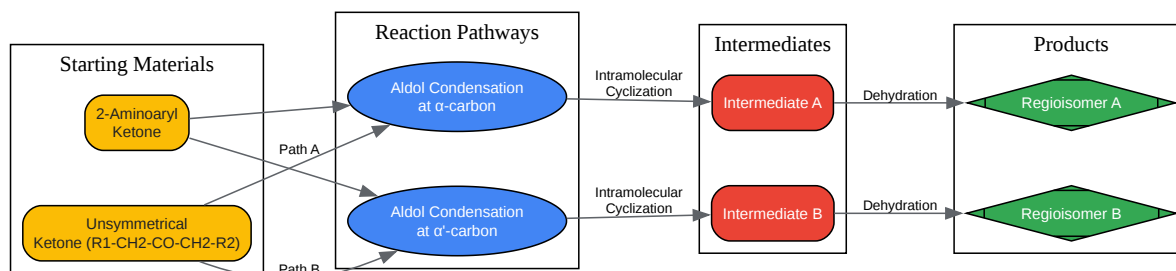 Starting Materials
2-Aminoaryl
Ketone
Unsymmetrical
Ketone (R1-CH2-CO-CH2-R2)
Path A
Path B
Reaction Pathways
Aldol Condensation
at α-carbon
Aldol Condensation
at α'-carbon
Intramolecular
Cyclization
Intramolecular
Cyclization
Intermediates
Intermediate A
Intermediate B
Dehydration
Dehydration
Products
Regioisomer A
Regioisomer B